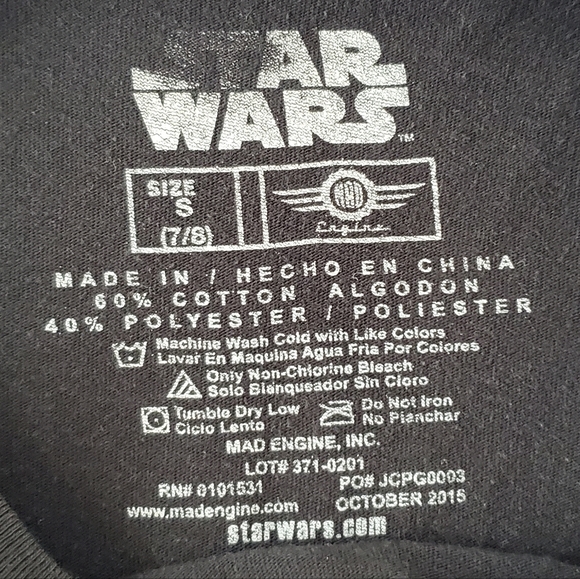 STAR
WARS™
SIZE
S
(7/8)
MAD
Engine
MADE IN / HECHO EN CHINA
60% COTTON ALGODON
40% POLYESTER / POLIESTER
Machine Wash Cold with Like Colors
Lavar En Maquina Agua Fria Por Colores
Only Non-Chlorine Bleach
Solo Blanqueador Sin Cloro
Tumble Dry Low
Ciclo Lento
Do Not Iron
No Planchar
MAD ENGINE, INC.
LOT# 371-0201
RN# 0101531
PO# JCPG0003
www.madengine.com
OCTOBER 2015
starwars.com